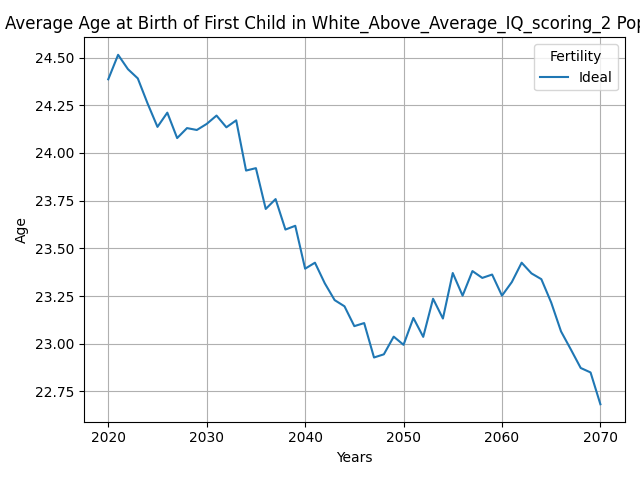 Average Age at Birth of First Child in White_Above_Average_IQ_scoring_2 Pop
Fertility
Ideal
24.50
24.25
24.00
23.75
23.50
23.25
23.00
22.75
Age
2020 2030 2040 2050 2060 2070
Years